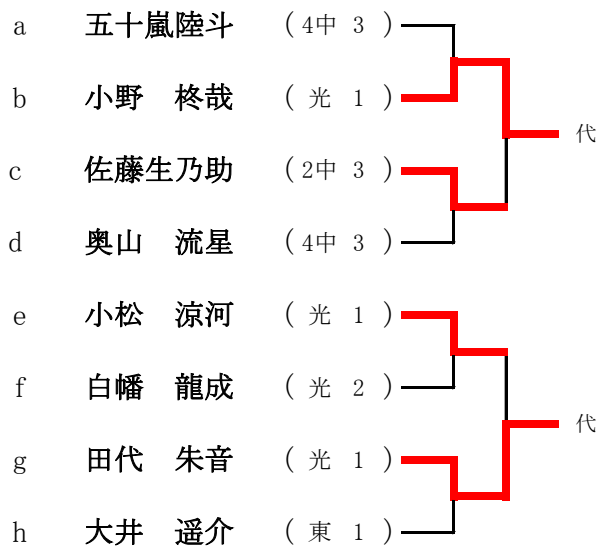 a 五十嵐陸斗 ( 4中 3 )
b 小野 柊哉 ( 光 1 )
代
c 佐藤生乃助 ( 2中 3 )
d 奥山 流星 ( 4中 3 )
e 小松 涼河 ( 光 1 )
f 白幡 龍成 ( 光 2 )
代
g 田代 朱音 ( 光 1 )
h 大井 遥介 ( 東 1 )